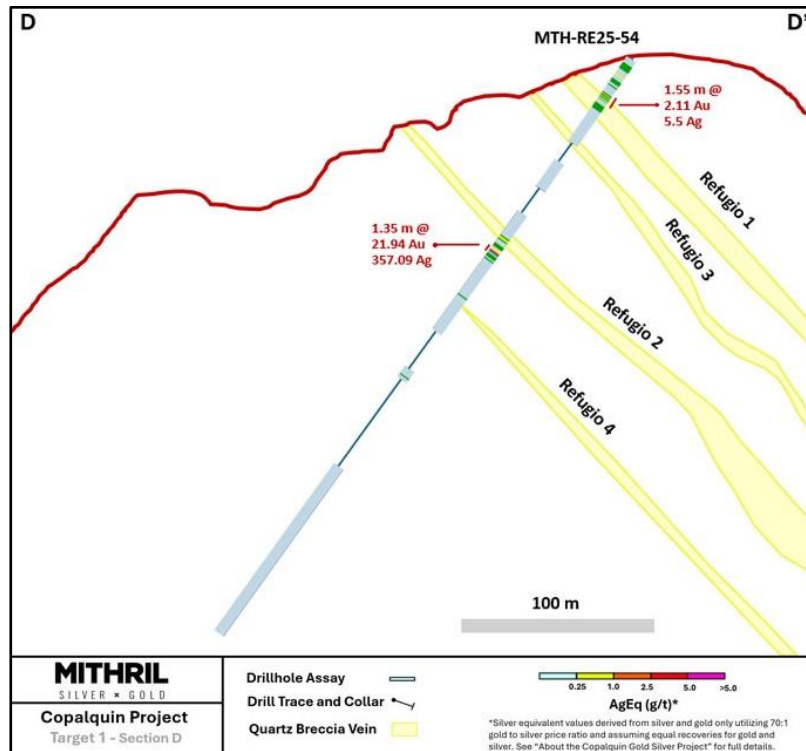 D
D'
MTH-RE25-54
1.55 m @
2.11 Au
5.5 Ag
Refugio 1
Refugio 3
1.35 m @
21.94 Au
357.09 Ag
Refugio 2
Refugio 4
100 m
MITHRIL
SILVER × GOLD
Copalquin Project
Target 1 - Section D
Drillhole Assay
Drill Trace and Collar
Quartz Breccia Vein
0.25 1.0 2.5 5.0 >5.0
AgEq (g/t)*
*Silver equivalent values derived from silver and gold only utilizing 70:1
gold to silver price ratio and assuming equal recoveries for gold and
silver. See "About the Copalquin Gold Silver Project" for full details.